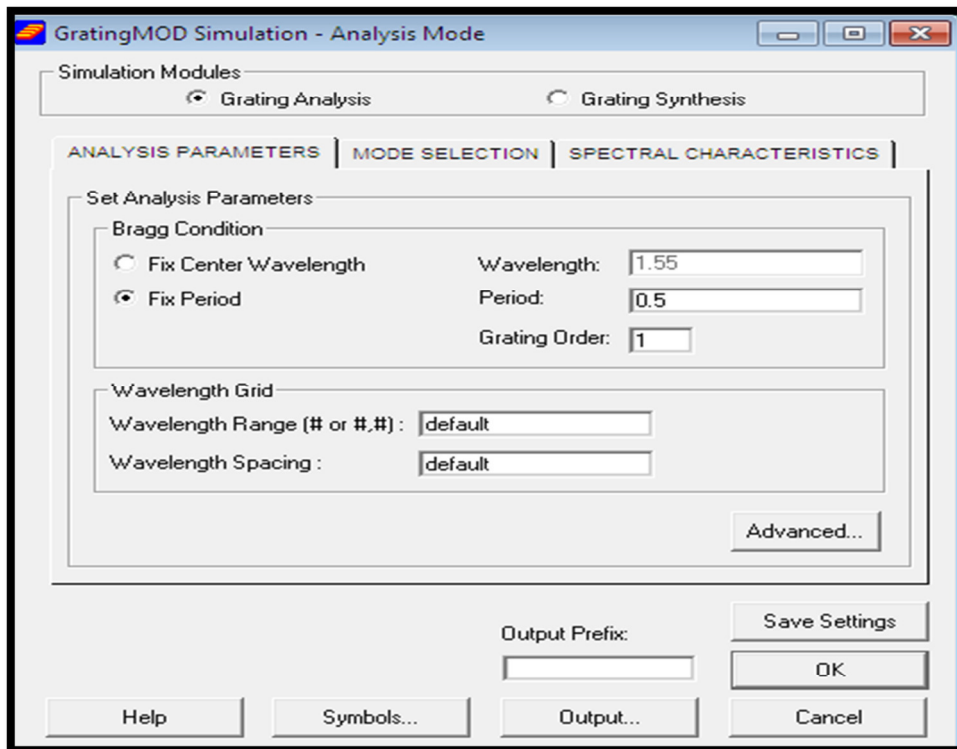 GratingMOD Simulation - Analysis Mode
Simulation Modules
Grating Analysis Grating Synthesis
ANALYSIS PARAMETERS MODE SELECTION SPECTRAL CHARACTERISTICS
Set Analysis Parameters
Bragg Condition
Fix Center Wavelength Wavelength: 1.55
Fix Period Period: 0.5
Grating Order: 1
Wavelength Grid
Wavelength Range (# or #,#) : default
Wavelength Spacing : default
Advanced...
Save Settings
Output Prefix:
OK
Help Symbols... Output... Cancel